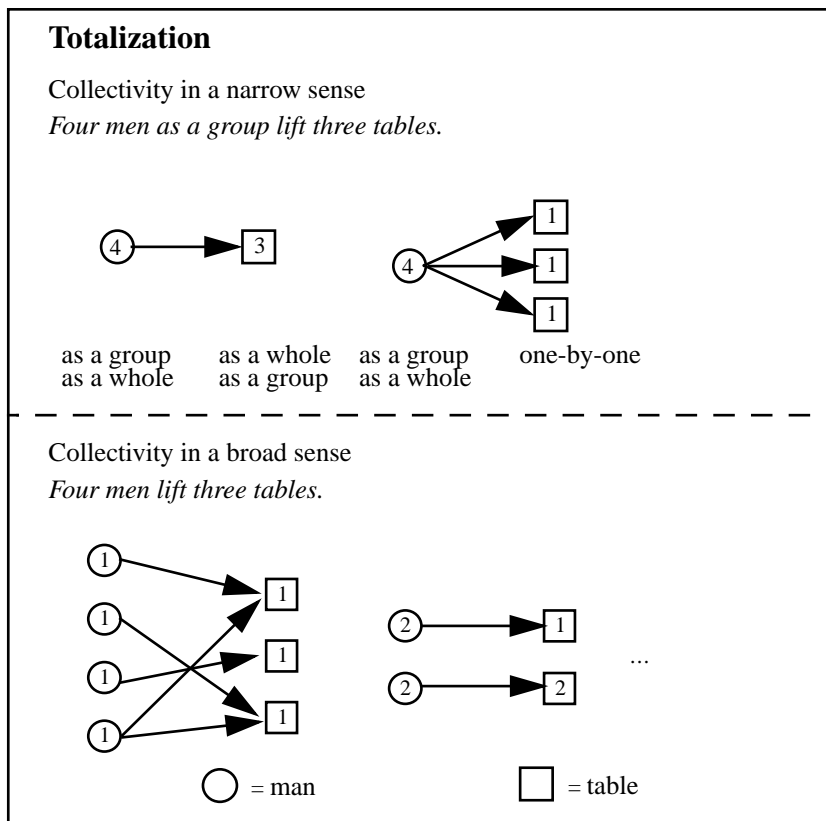 Totalization
Collectivity in a narrow sense
Four men as a group lift three tables.
1
4 3
4 1
1
as a group as a whole as a group one-by-one
as a whole as a group as a whole
Collectivity in a broad sense
Four men lift three tables.
1
1
1 2 1
1 1 ...
1 2 2
1
1
= man = table